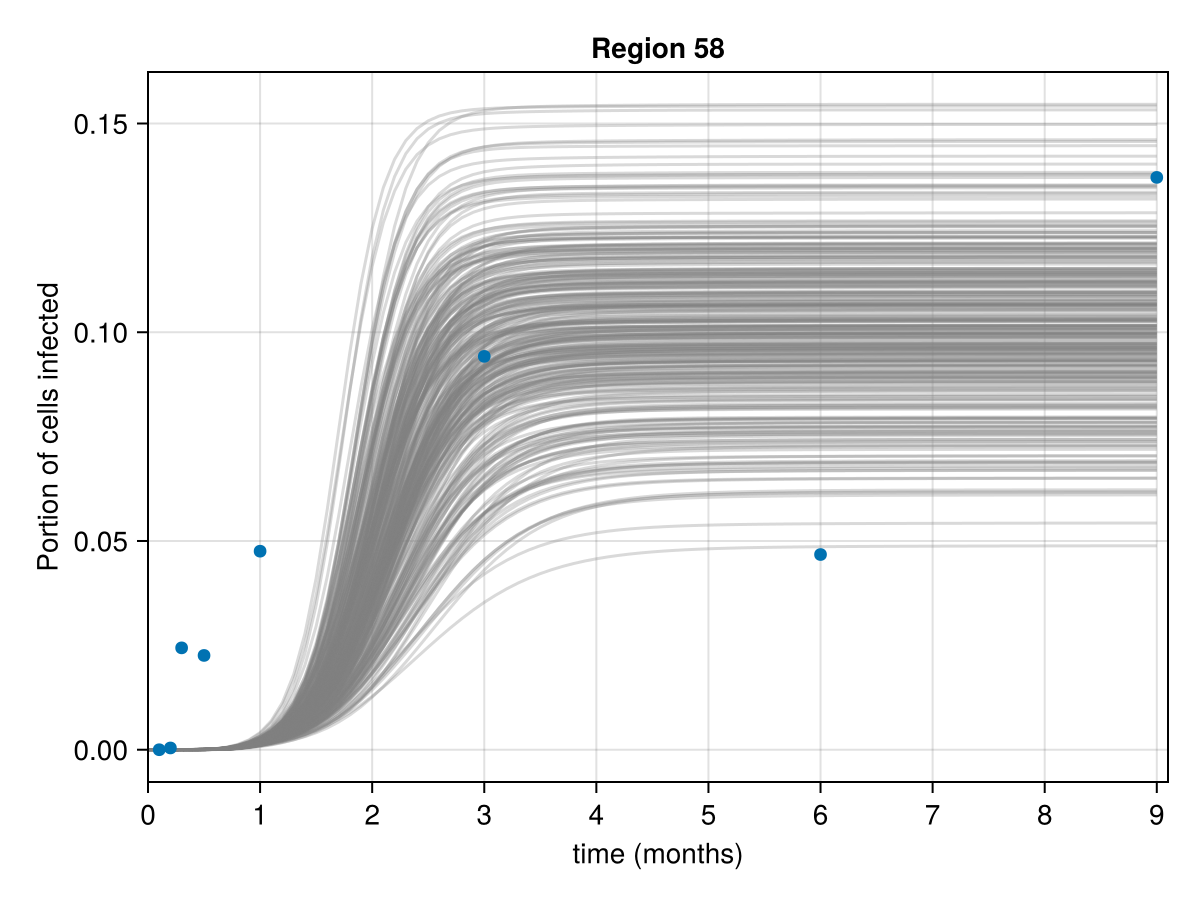 Region 58
Portion of cells infected
0.15
0.10
0.05
0.00
0 1 2 3 4 5 6 7 8 9
time (months)